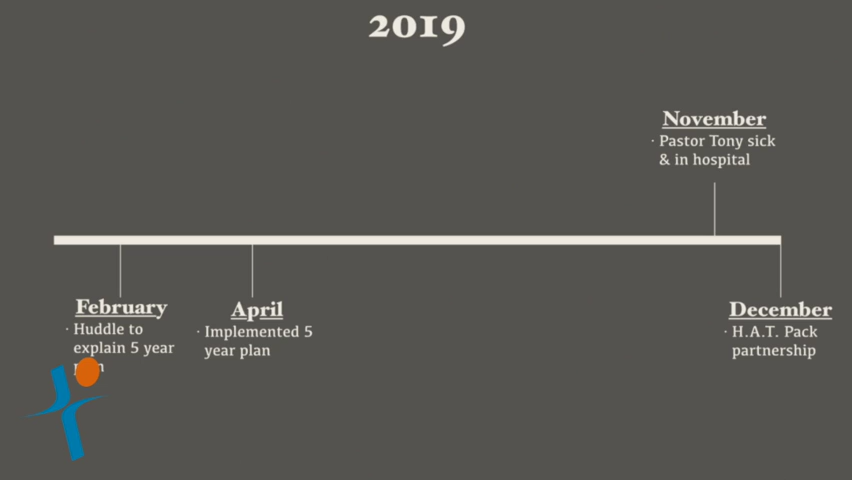 2019
November
· Pastor Tony sick
& in hospital
February
· Huddle to
explain 5 year
April
· Implemented 5
year plan
December
· H.A.T. Pack
partnership